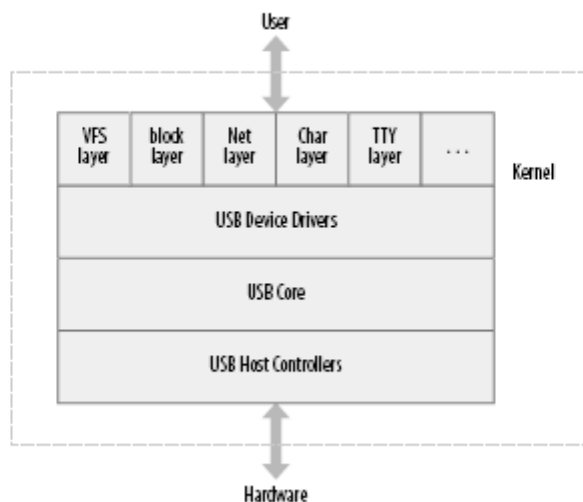 User
VFS layer
block layer
Net layer
Char layer
TTY layer
...
Kernel
USB Device Drivers
USB Core
USB Host Controllers
Hardware